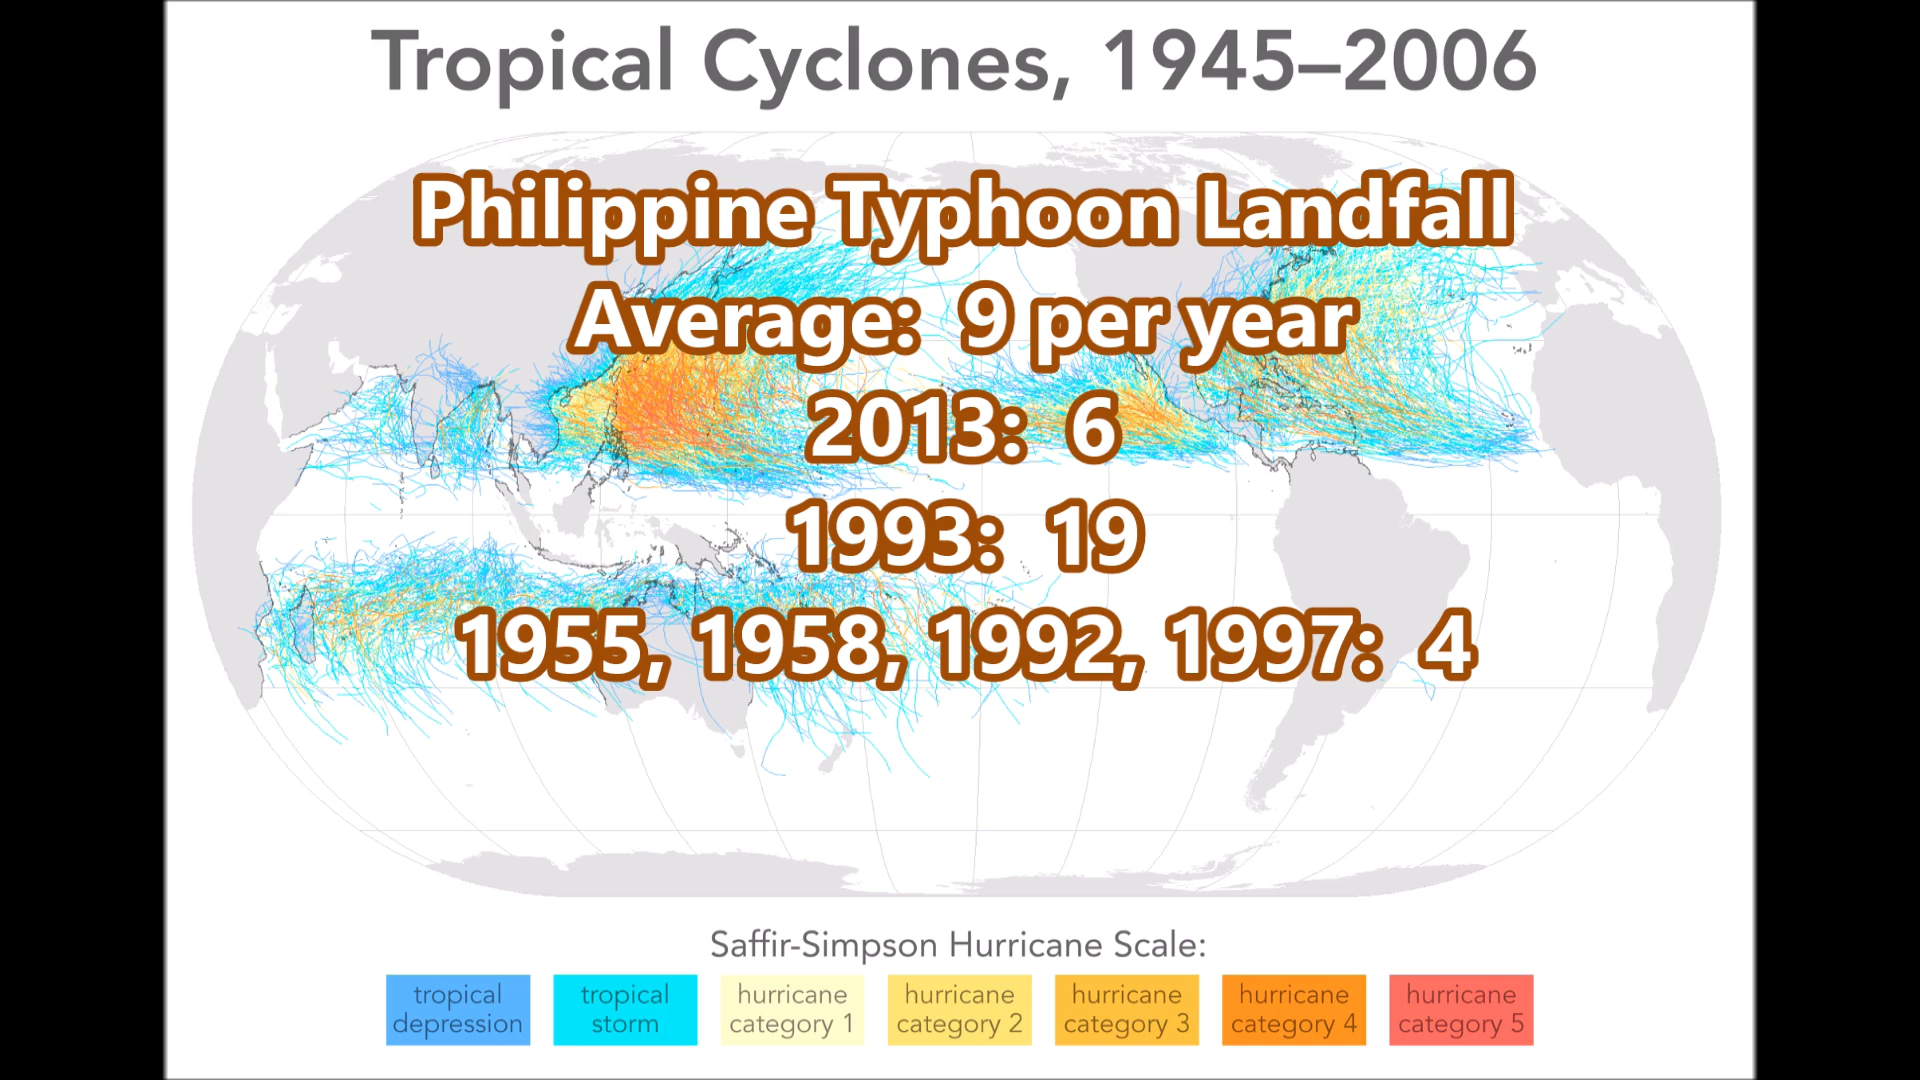 Tropical Cyclones, 1945–2006
Philippine Typhoon Landfall
Average: 9 per year
2013: 6
1993: 19
1955, 1958, 1992, 1997: 4
Saffir-Simpson Hurricane Scale:
tropical depression
tropical storm
hurricane category 1
hurricane category 2
hurricane category 3
hurricane category 4
hurricane category 5